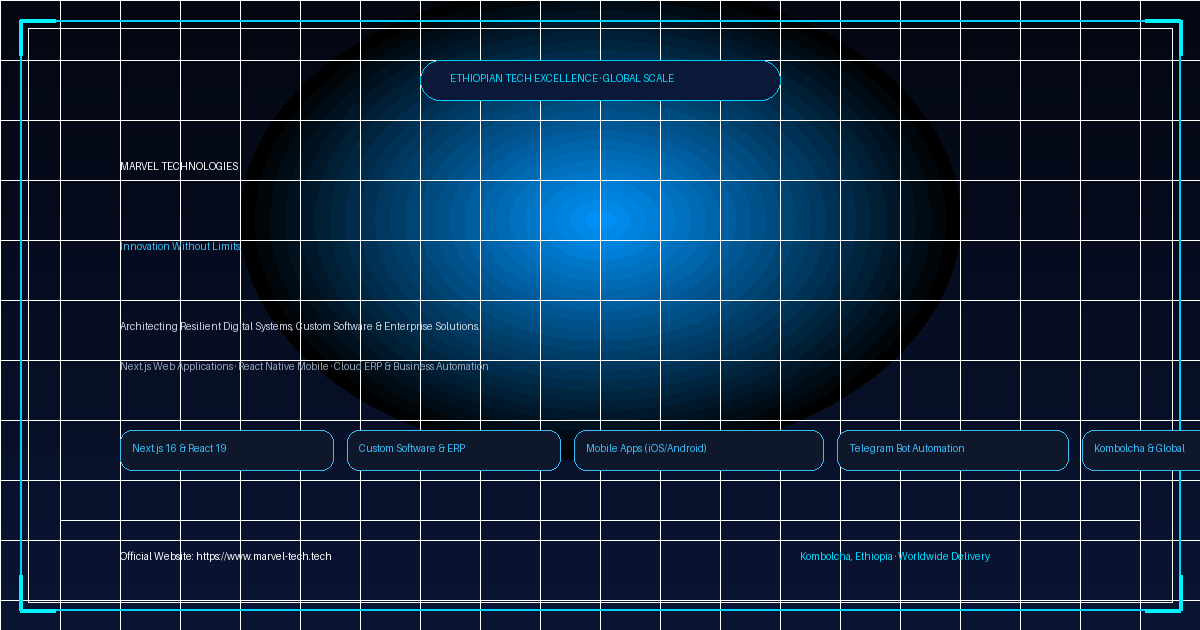 ETHIOPIAN TECH EXCELLENCE · GLOBAL SCALE
MARVEL TECHNOLOGIES
Innovation Without Limits
Architecting Resilient Digital Systems, Custom Software & Enterprise Solutions.
Next.js Web Applications · React Native Mobile · Cloud ERP & Business Automation
Next.js 16 & React 19
Custom Software & ERP
Mobile Apps (iOS/Android)
Telegram Bot Automation
Kombolcha & Global
Official Website: https://www.marvel-tech.tech
Kombolcha, Ethiopia · Worldwide Delivery